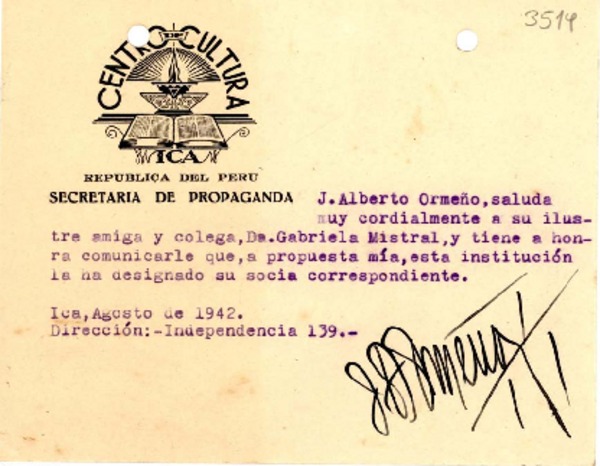 3514
CENTRO DE CULTURA
ICA
REPUBLICA DEL PERU
SECRETARIA DE PROPAGANDA
J.Alberto Ormeño,saluda
muy cordialmente a su ilus-
tre amiga y colega,Da.Gabriela Mistral,y tiene a hon-
ra comunicarle que,a propuesta mía,esta institución
la ha designado su socia correspondiente.
Ica,Agosto de 1942.
Dirección:-Independencia 139.-
J A Ormeño